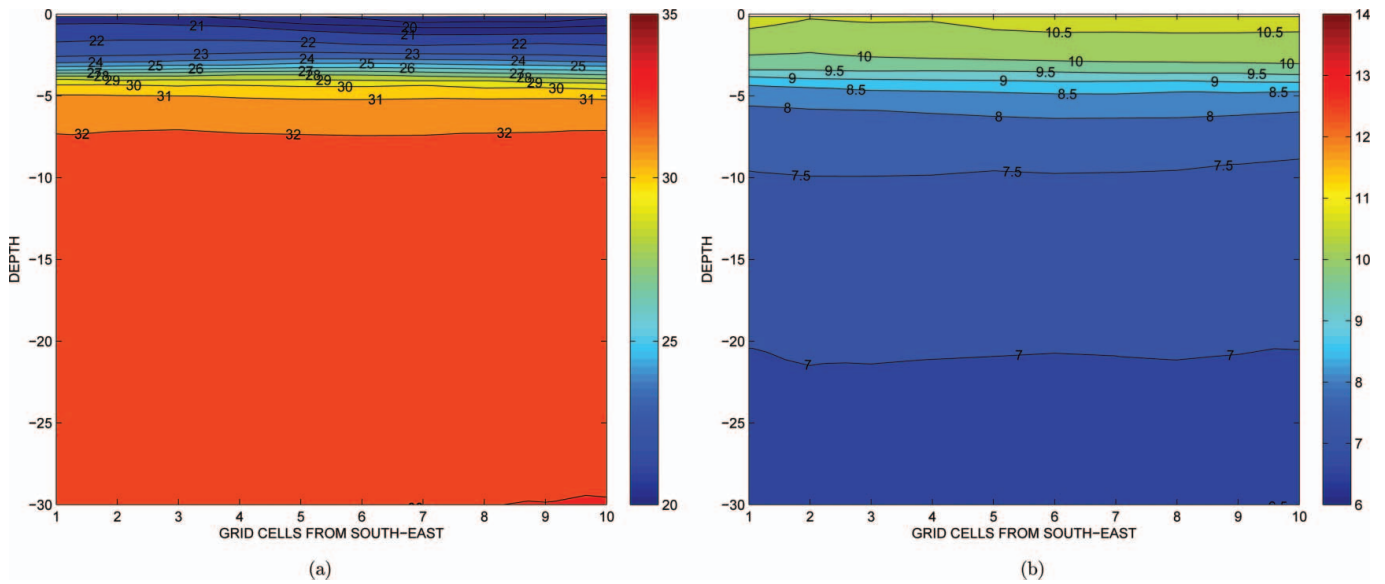 0
−5
−10
−15
−20
−25
−30
DEPTH
1 2 3 4 5 6 7 8 9 10
GRID CELLS FROM SOUTH−EAST
21 20
21
22 22 22
23 23
24 24 24
25 25 25
26 26
27 27 27
28 28 28
29 29 29
30 30
31 31 31
32 32 32
35
30
25
20
(a)
0
−5
−10
−15
−20
−25
−30
DEPTH
1 2 3 4 5 6 7 8 9 10
GRID CELLS FROM SOUTH−EAST
10.5 10.5
10 10 10
9.5 9.5 9.5
9 9 9
8.5 8.5 8.5
8 8 8
7.5 7.5 7.5
7 7 7
14
13
12
11
10
9
8
7
6
(b)